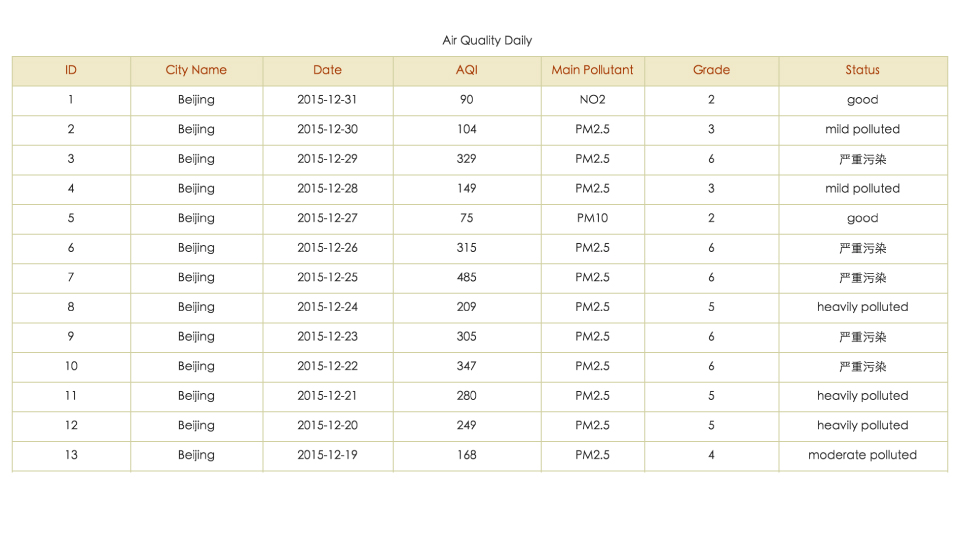 Air Quality Daily
ID City Name Date AQI Main Pollutant Grade Status
1 Beijing 2015-12-31 90 NO2 2 good
2 Beijing 2015-12-30 104 PM2.5 3 mild polluted
3 Beijing 2015-12-29 329 PM2.5 6 严重污染
4 Beijing 2015-12-28 149 PM2.5 3 mild polluted
5 Beijing 2015-12-27 75 PM10 2 good
6 Beijing 2015-12-26 315 PM2.5 6 严重污染
7 Beijing 2015-12-25 485 PM2.5 6 严重污染
8 Beijing 2015-12-24 209 PM2.5 5 heavily polluted
9 Beijing 2015-12-23 305 PM2.5 6 严重污染
10 Beijing 2015-12-22 347 PM2.5 6 严重污染
11 Beijing 2015-12-21 280 PM2.5 5 heavily polluted
12 Beijing 2015-12-20 249 PM2.5 5 heavily polluted
13 Beijing 2015-12-19 168 PM2.5 4 moderate polluted